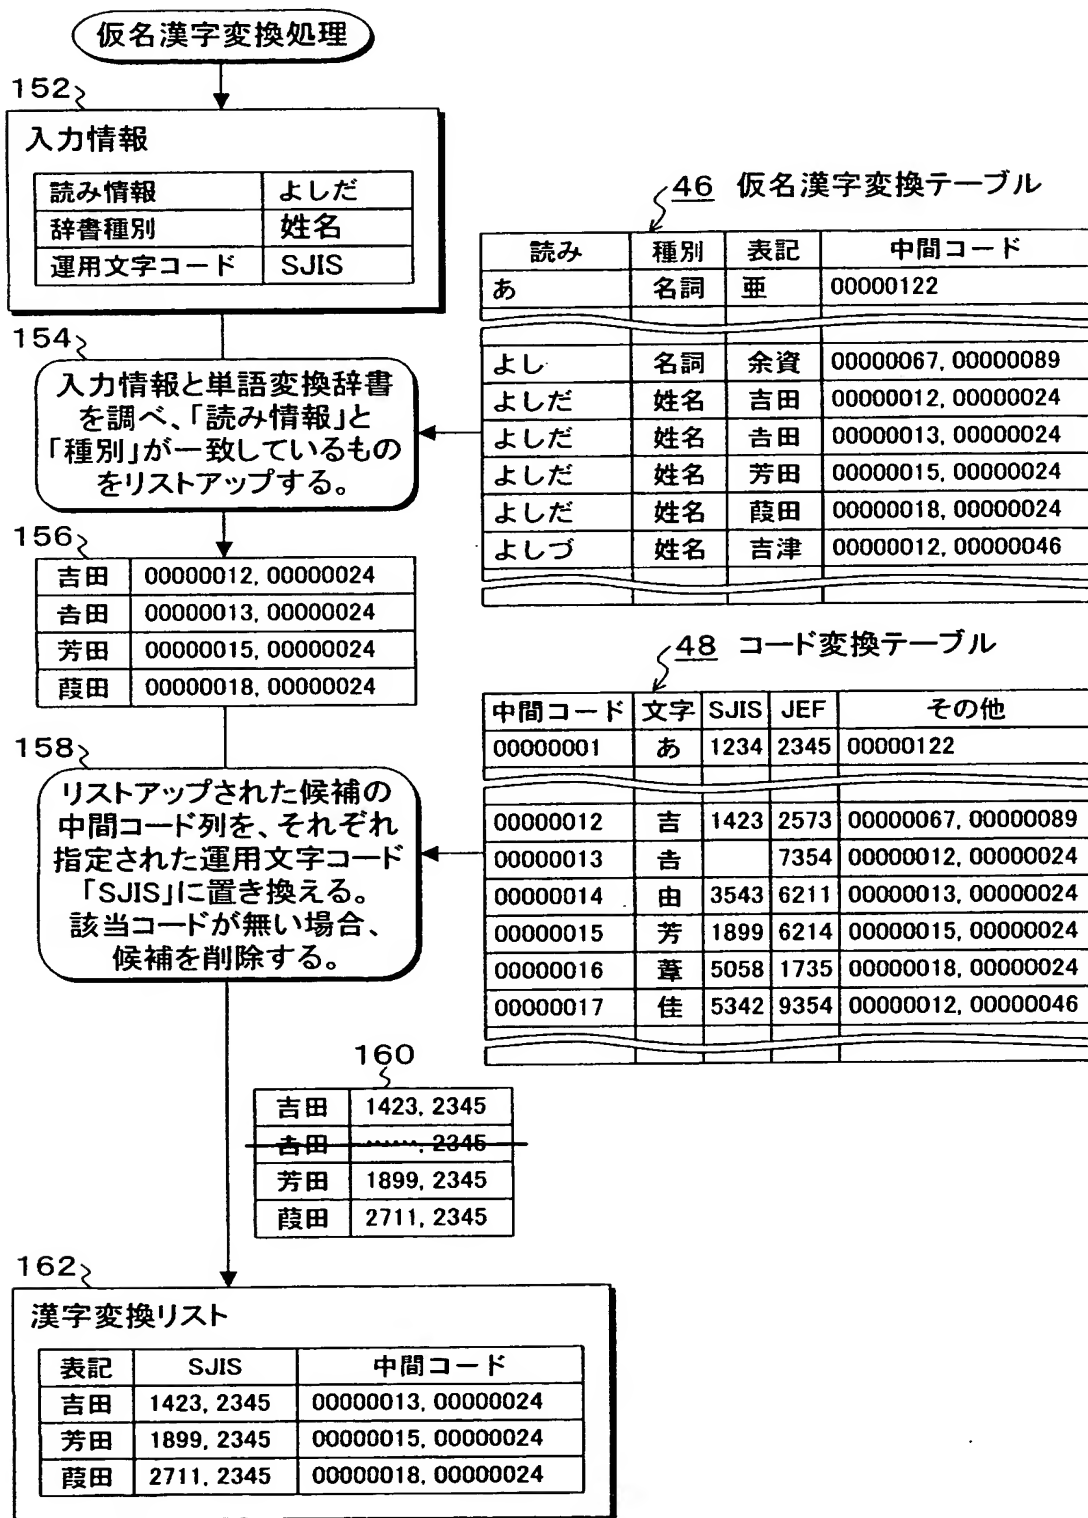 仮名漢字変換処理
152
入力情報
読み情報 よしだ
辞書種別 姓名
運用文字コード SJIS
154
入力情報と単語変換辞書
を調べ、「読み情報」と
「種別」が一致しているもの
をリストアップする。
46 仮名漢字変換テーブル
読み 種別 表記 中間コード
あ 名詞 亜 00000122
よし 名詞 余資 00000067, 00000089
よしだ 姓名 吉田 00000012, 00000024
よしだ 姓名 𠮷田 00000013, 00000024
よしだ 姓名 芳田 00000015, 00000024
よしだ 姓名 葭田 00000018, 00000024
よしづ 姓名 吉津 00000012, 00000046
156
吉田 00000012, 00000024
𠮷田 00000013, 00000024
芳田 00000015, 00000024
葭田 00000018, 00000024
158
リストアップされた候補の
中間コード列を、それぞれ
指定された運用文字コード
「SJIS」に置き換える。
該当コードが無い場合、
候補を削除する。
48 コード変換テーブル
中間コード 文字 SJIS JEF その他
00000001 あ 1234 2345 00000122
00000012 吉 1423 2573 00000067, 00000089
00000013 𠮷 7354 00000012, 00000024
00000014 由 3543 6211 00000013, 00000024
00000015 芳 1899 6214 00000015, 00000024
00000016 葦 5058 1735 00000018, 00000024
00000017 佳 5342 9354 00000012, 00000046
160
吉田 1423, 2345
𠮷田 ‥‥‥, 2345
芳田 1899, 2345
葭田 2711, 2345
162
漢字変換リスト
表記 SJIS 中間コード
吉田 1423, 2345 00000013, 00000024
芳田 1899, 2345 00000015, 00000024
葭田 2711, 2345 00000018, 00000024